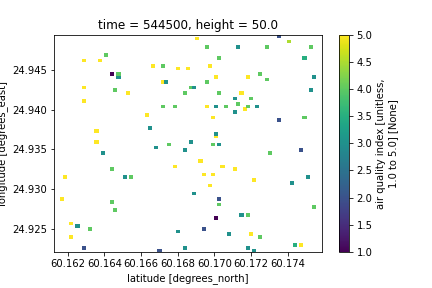 time = 544500, height = 50.0
24.945
24.940
24.935
24.930
24.925
longitude [degrees_east]
60.162 60.164 60.166 60.168 60.170 60.172 60.174
latitude [degrees_north]
5.0
4.5
4.0
3.5
3.0
2.5
2.0
1.5
1.0
air quality index [unitless,
1.0 to 5.0] [None]